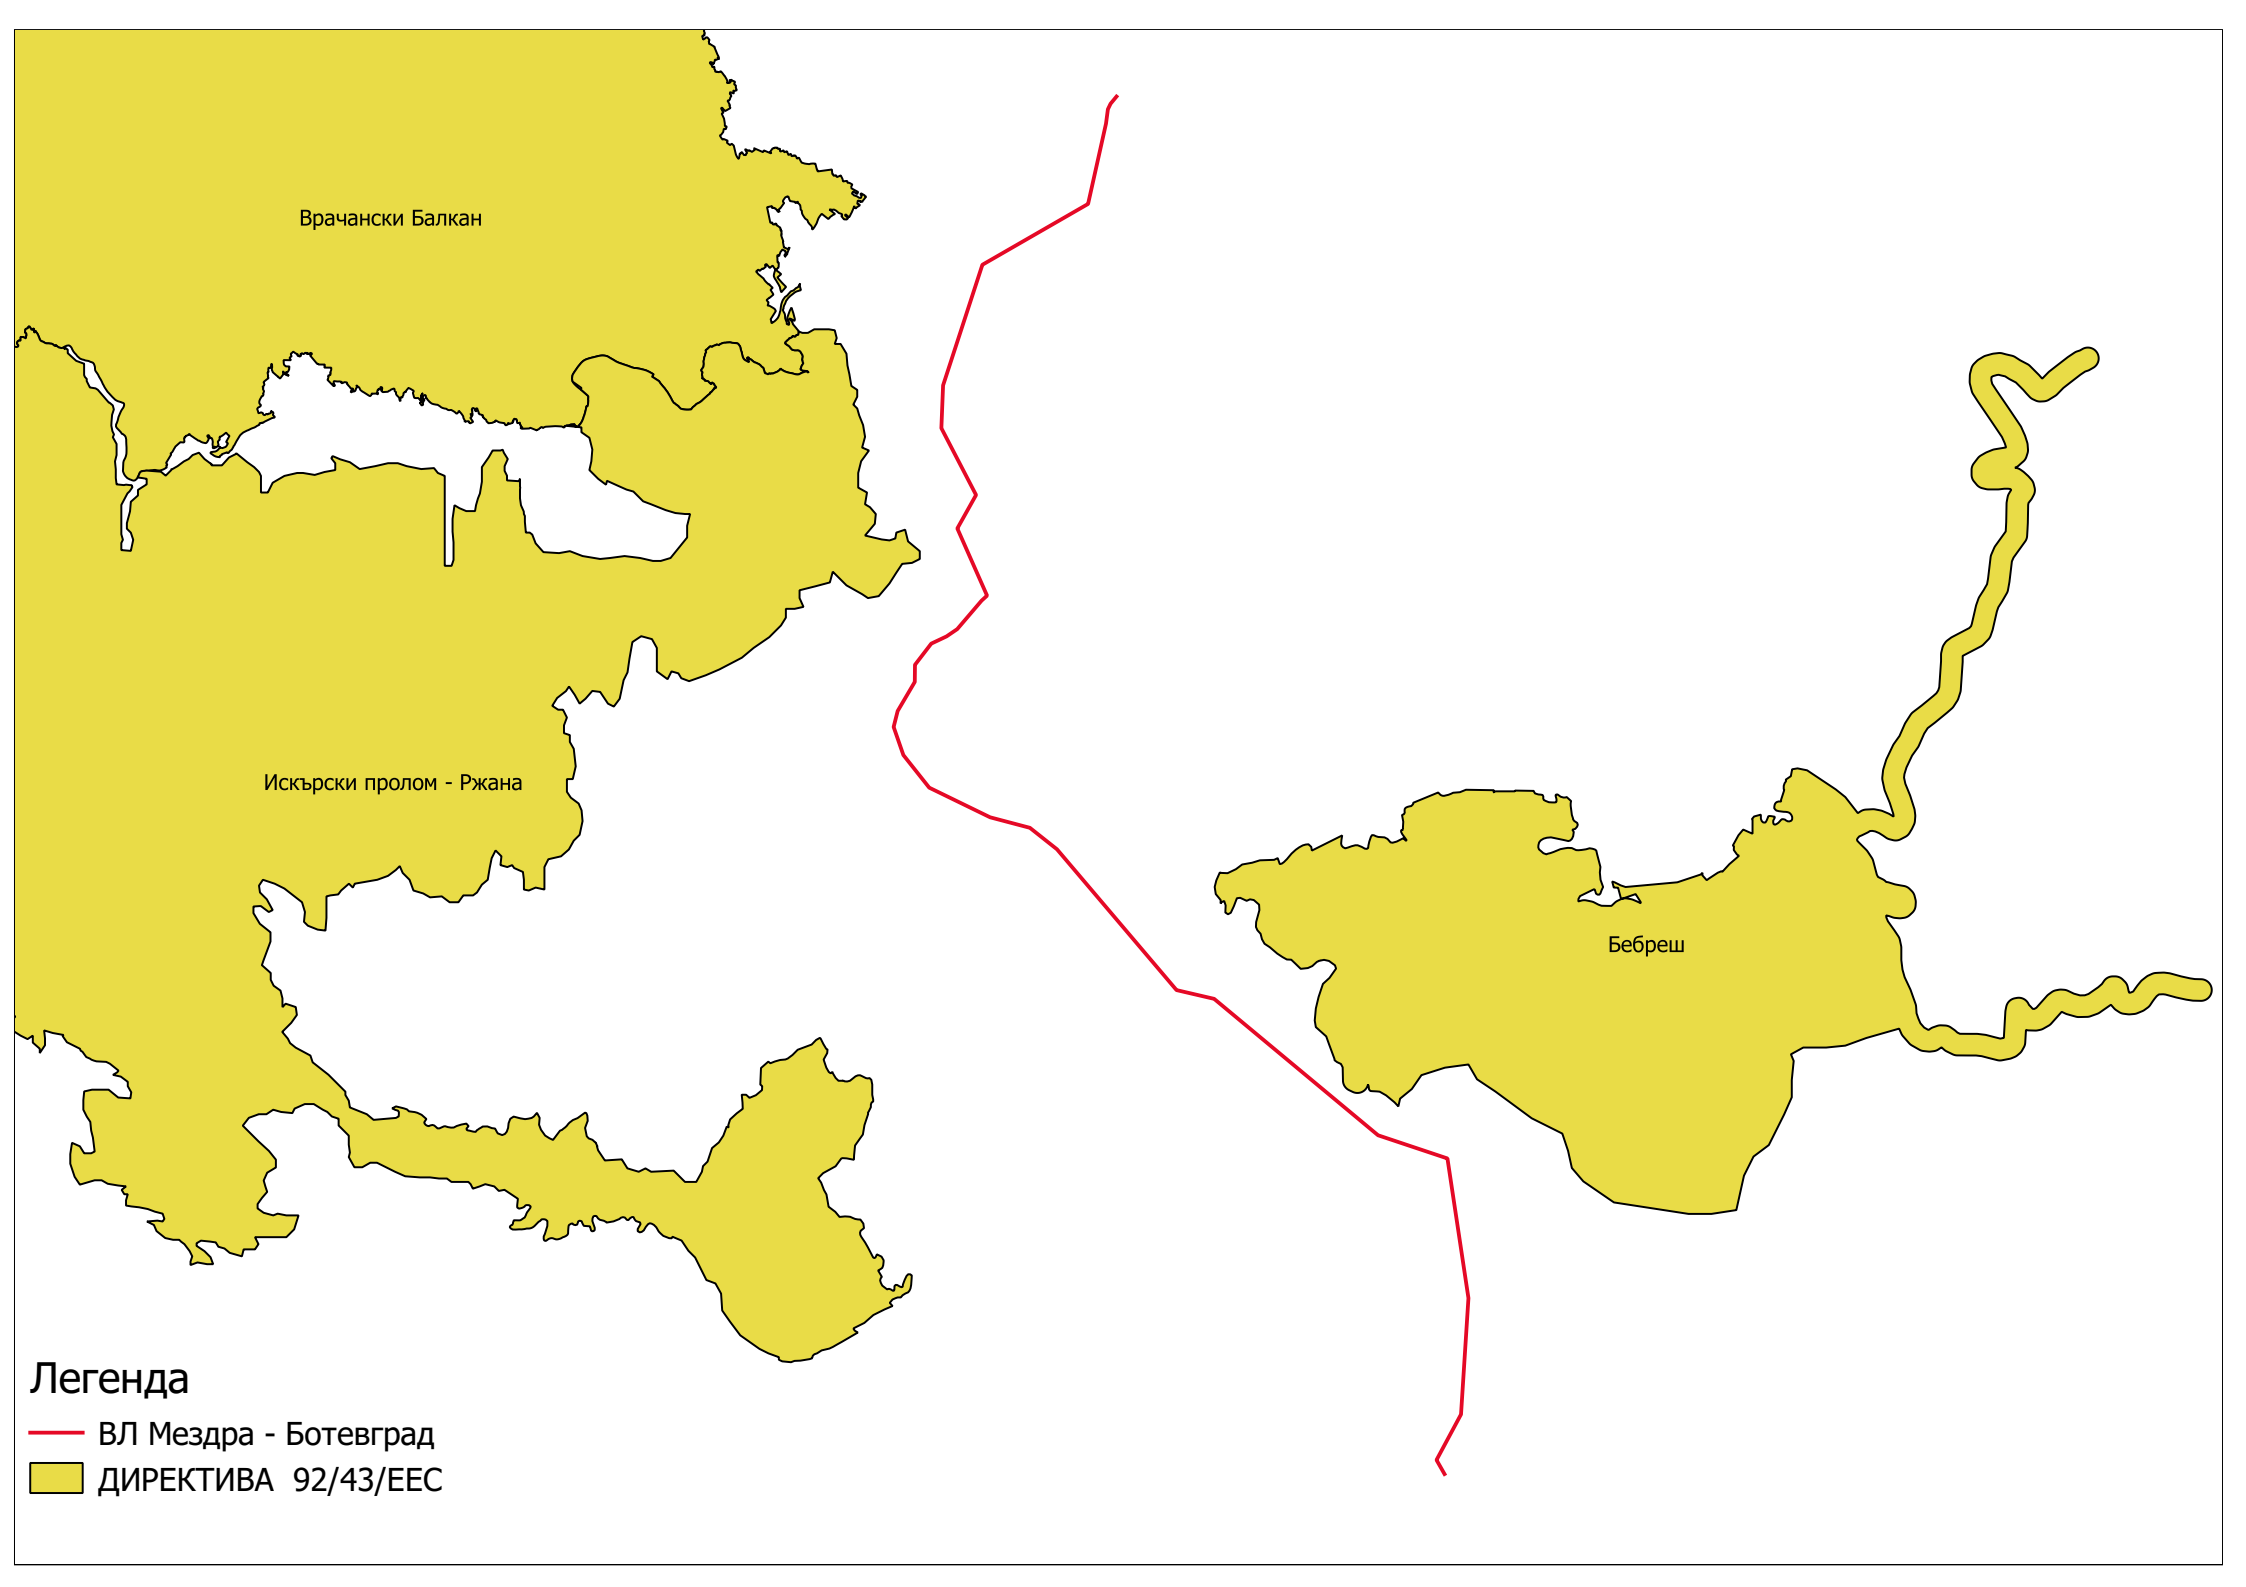 Врачански Балкан
Искърски пролом - Ржана
Бебреш
Легенда
ВЛ Мездра - Ботевград
ДИРЕКТИВА 92/43/ЕЕС